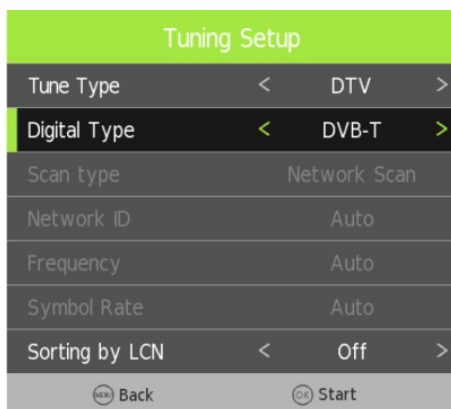 Tuning Setup
Tune Type < DTV >
Digital Type < DVB-T >
Scan type Network Scan
Network ID Auto
Frequency Auto
Symbol Rate Auto
Sorting by LCN < Off >
MENU Back OK Start